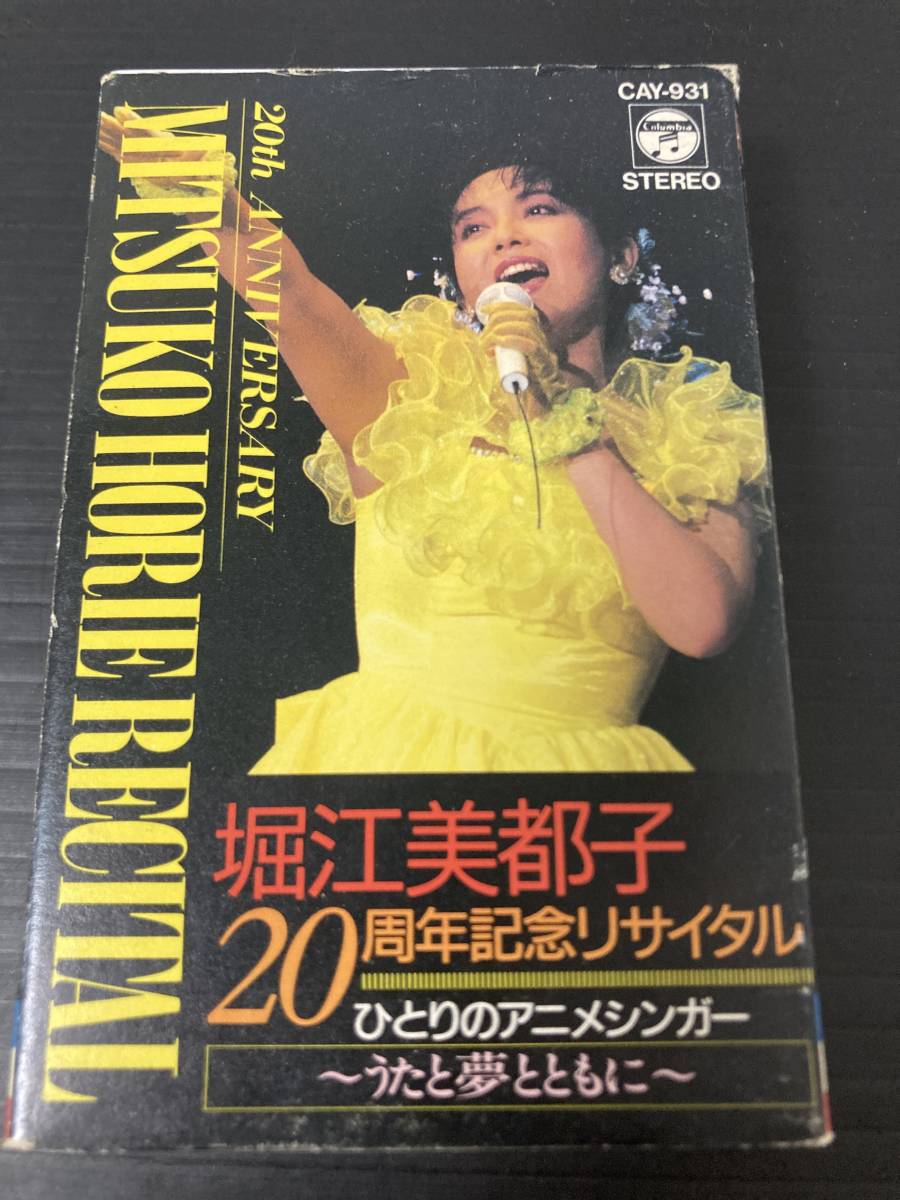 CAY-931
Columbia
STEREO
20th ANNIVERSARY
MITSUKO HORIE RECITAL
堀江美都子
20周年記念リサイタル
ひとりのアニメシンガー
～うたと夢とともに～